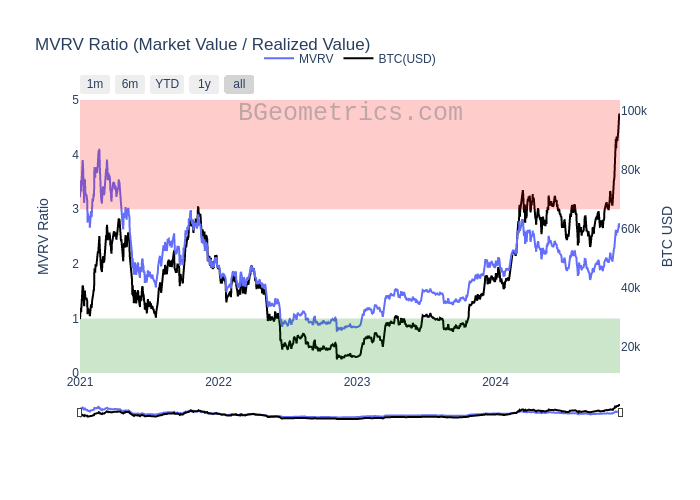 MVRV Ratio (Market Value / Realized Value)
MVRV BTC(USD)
1m 6m YTD 1y all
BGeometrics.com
5
4
3
2
1
0
MVRV Ratio
100k
80k
60k
40k
20k
BTC USD
2021 2022 2023 2024